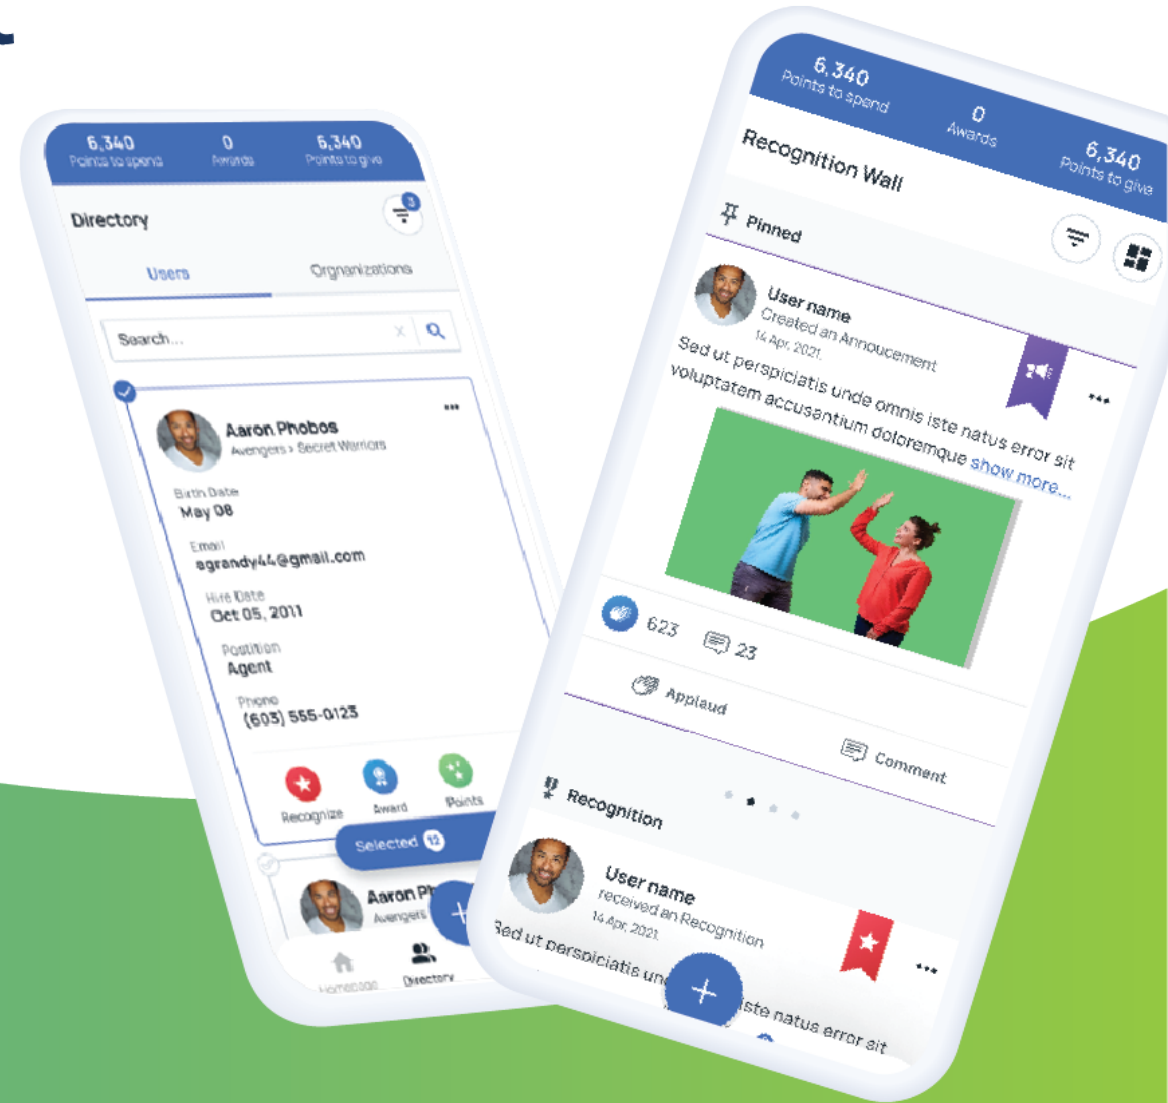 6,340
Points to spend
0
Awards
6,340
Points to give
Directory
3
Users
Orgnanizations
Search...
Aaron Phobos
Avengers > Secret Warriors
Birth Date
May 08
Email
agrandy44@gmail.com
Hire Date
Oct 05, 2011
Postition
Agent
Phone
(603) 555-0123
Recognize
Award
Points
Selected 12
Aaron Ph
Avengers
Homepage
Directory
6,340
Points to spend
0
Awards
6,340
Points to give
Recognition Wall
Pinned
User name
Created an Annoucement
14 Apr, 2021.
Sed ut perspiciatis unde omnis iste natus error sit
voluptatem accusantium doloremque show more...
623
23
Applaud
Comment
Recognition
User name
received an Recognition
14 Apr, 2021.
Sed ut perspiciatis un iste natus error sit